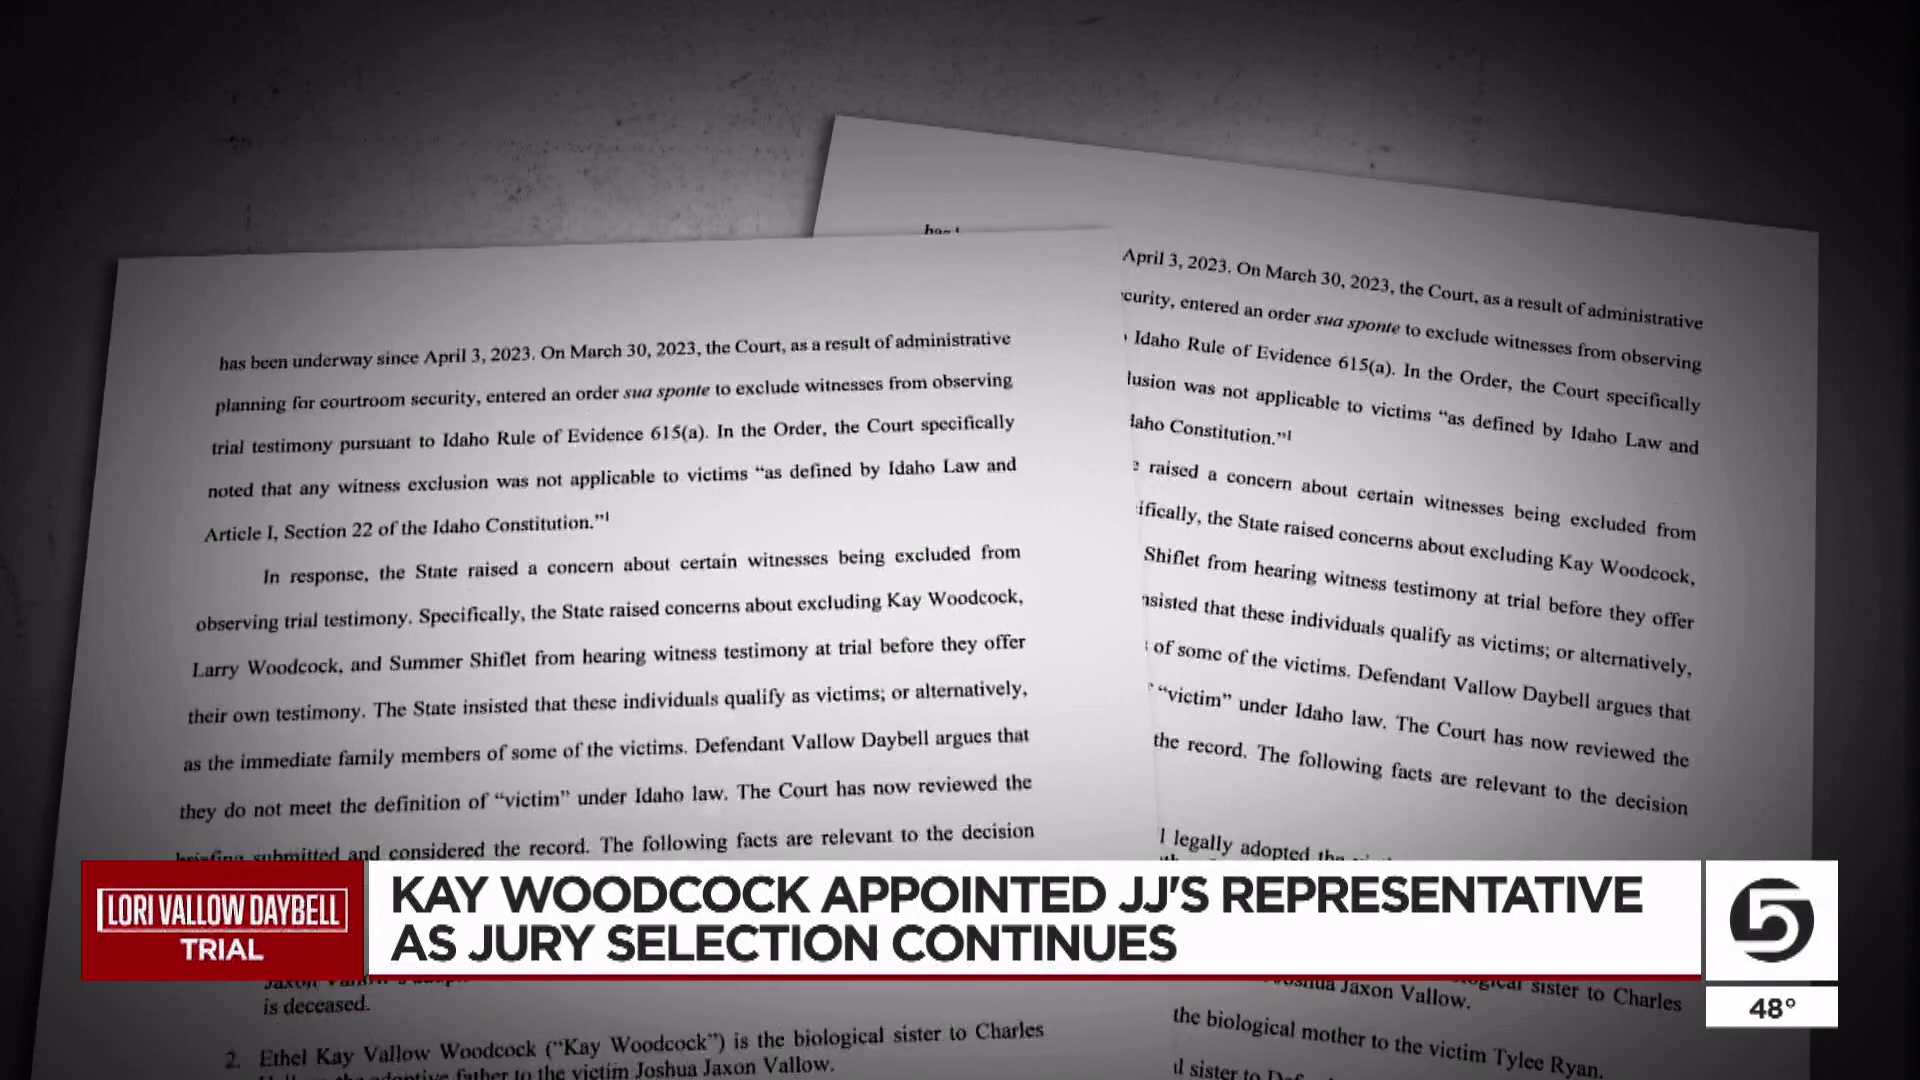 has been underway since April 3, 2023. On March 30, 2023, the Court, as a result of administrative
planning for courtroom security, entered an order sua sponte to exclude witnesses from observing
trial testimony pursuant to Idaho Rule of Evidence 615(a). In the Order, the Court specifically
noted that any witness exclusion was not applicable to victims “as defined by Idaho Law and
Article I, Section 22 of the Idaho Constitution.”1
In response, the State raised a concern about certain witnesses being excluded from
observing trial testimony. Specifically, the State raised concerns about excluding Kay Woodcock,
Larry Woodcock, and Summer Shiflet from hearing witness testimony at trial before they offer
their own testimony. The State insisted that these individuals qualify as victims; or alternatively,
as the immediate family members of some of the victims. Defendant Vallow Daybell argues that
they do not meet the definition of “victim” under Idaho law. The Court has now reviewed the
submitted and considered the record. The following facts are relevant to the decision
is deceased.
2. Ethel Kay Vallow Woodcock (“Kay Woodcock”) is the biological sister to Charles
father to the victim Joshua Jaxon Vallow.
April 3, 2023. On March 30, 2023, the Court, as a result of administrative
entered an order sua sponte to exclude witnesses from observing
Idaho Rule of Evidence 615(a). In the Order, the Court specifically
was not applicable to victims “as defined by Idaho Law and
Constitution.”1
raised a concern about certain witnesses being excluded from
the State raised concerns about excluding Kay Woodcock,
Shiflet from hearing witness testimony at trial before they offer
that these individuals qualify as victims; or alternatively,
of some of the victims. Defendant Vallow Daybell argues that
“victim” under Idaho law. The Court has now reviewed the
the record. The following facts are relevant to the decision
legally adopted the
sister to Charles
Jaxon Vallow.
the biological mother to the victim Tylee Ryan.
sister to
LORI VALLOW DAYBELL
TRIAL
KAY WOODCOCK APPOINTED JJ'S REPRESENTATIVE
AS JURY SELECTION CONTINUES
5
48°